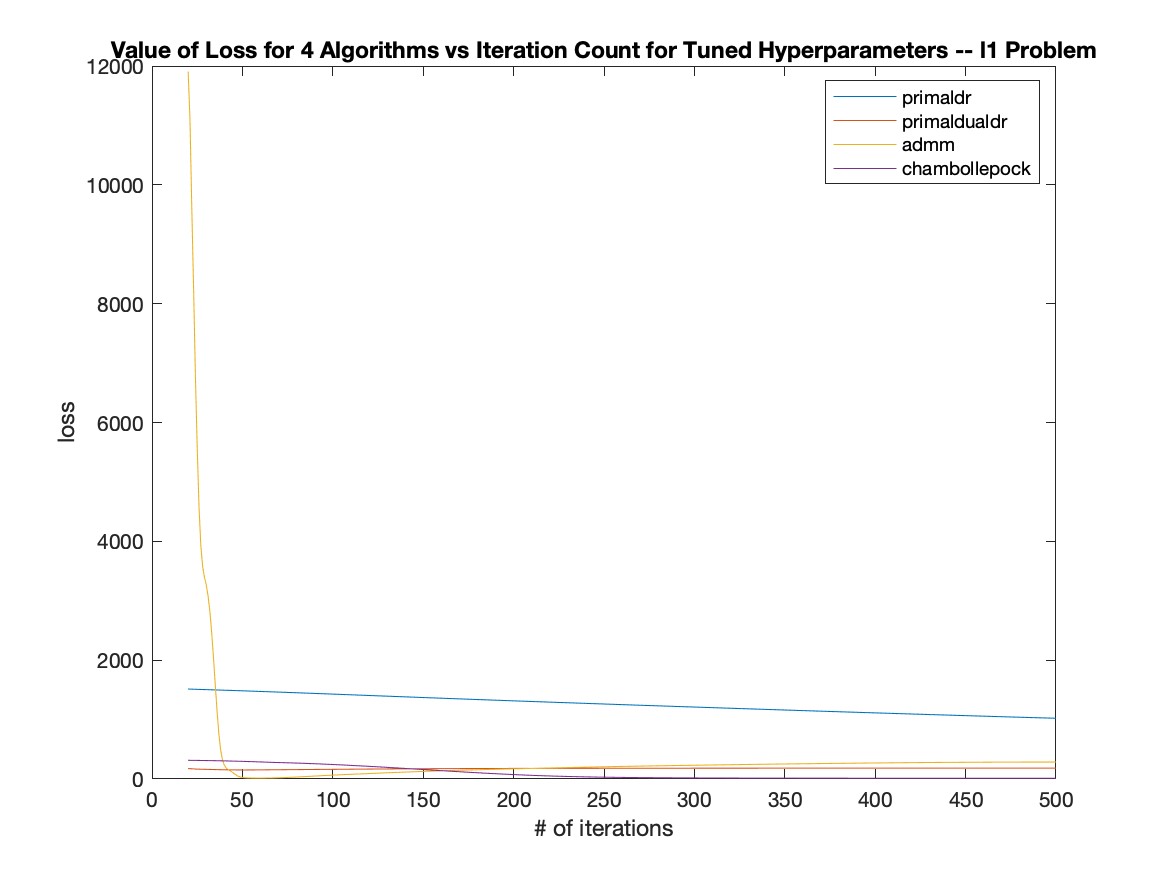 Value of Loss for 4 Algorithms vs Iteration Count for Tuned Hyperparameters -- l1 Problem
12000
10000
8000
6000
4000
2000
0
loss
primaldr
primaldualdr
admm
chambollepock
0 50 100 150 200 250 300 350 400 450 500
# of iterations